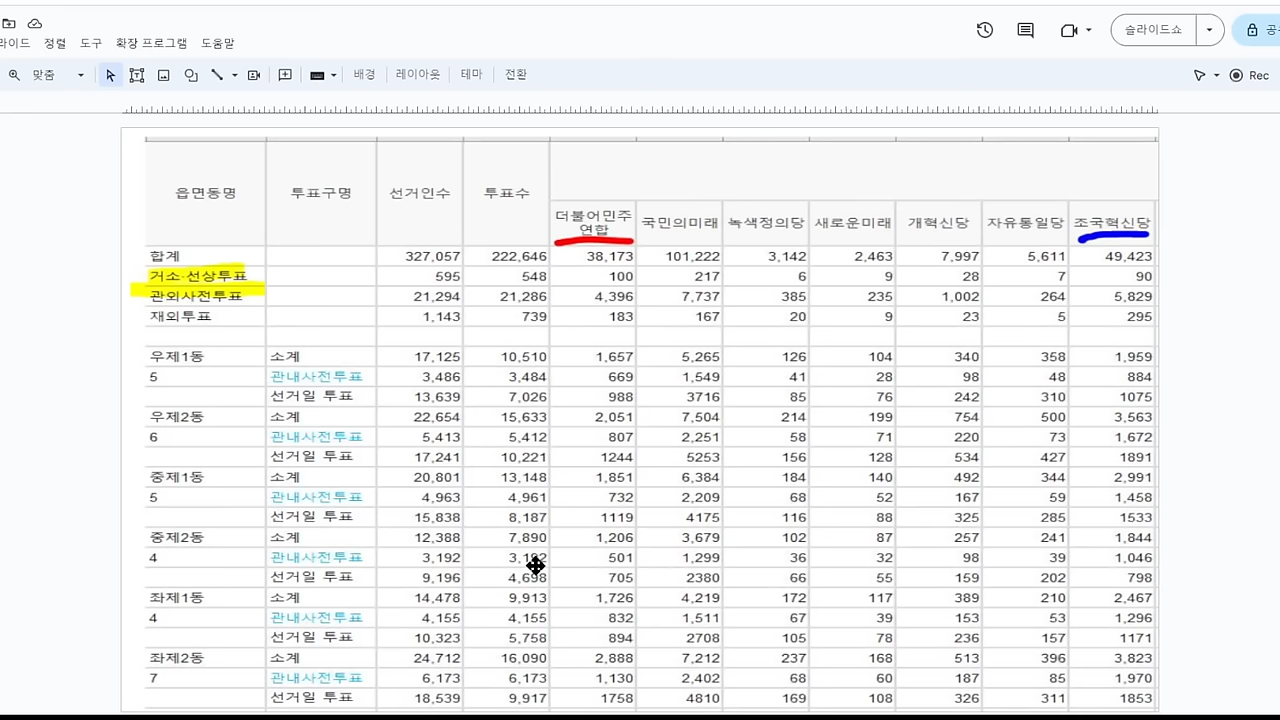 라이드 정렬 도구 확장 프로그램 도움말
슬라이드쇼
맞춤 배경 레이아웃 테마 전환 Rec
읍면동명 투표구명 선거인수 투표수 더불어민주연합 국민의미래 녹색정의당 새로운미래 개혁신당 자유통일당 조국혁신당
합계 327,057 222,646 38,173 101,222 3,142 2,463 7,997 5,611 49,423
거소·선상투표 595 548 100 217 6 9 28 7 90
관외사전투표 21,294 21,286 4,396 7,737 385 235 1,002 264 5,829
재외투표 1,143 739 183 167 20 9 23 5 295
우제1동 소계 17,125 10,510 1,657 5,265 126 104 340 358 1,959
5 관내사전투표 3,486 3,484 669 1,549 41 28 98 48 884
선거일 투표 13,639 7,026 988 3716 85 76 242 310 1075
우제2동 소계 22,654 15,633 2,051 7,504 214 199 754 500 3,563
6 관내사전투표 5,413 5,412 807 2,251 58 71 220 73 1,672
선거일 투표 17,241 10,221 1244 5253 156 128 534 427 1891
중제1동 소계 20,801 13,148 1,851 6,384 184 140 492 344 2,991
5 관내사전투표 4,963 4,961 732 2,209 68 52 167 59 1,458
선거일 투표 15,838 8,187 1119 4175 116 88 325 285 1533
중제2동 소계 12,388 7,890 1,206 3,679 102 87 257 241 1,844
4 관내사전투표 3,192 3,192 501 1,299 36 32 98 39 1,046
선거일 투표 9,196 4,698 705 2380 66 55 159 202 798
좌제1동 소계 14,478 9,913 1,726 4,219 172 117 389 210 2,467
4 관내사전투표 4,155 4,155 832 1,511 67 39 153 53 1,296
선거일 투표 10,323 5,758 894 2708 105 78 236 157 1171
좌제2동 소계 24,712 16,090 2,888 7,212 237 168 513 396 3,823
7 관내사전투표 6,173 6,173 1,130 2,402 68 60 187 85 1,970
선거일 투표 18,539 9,917 1758 4810 169 108 326 311 1853